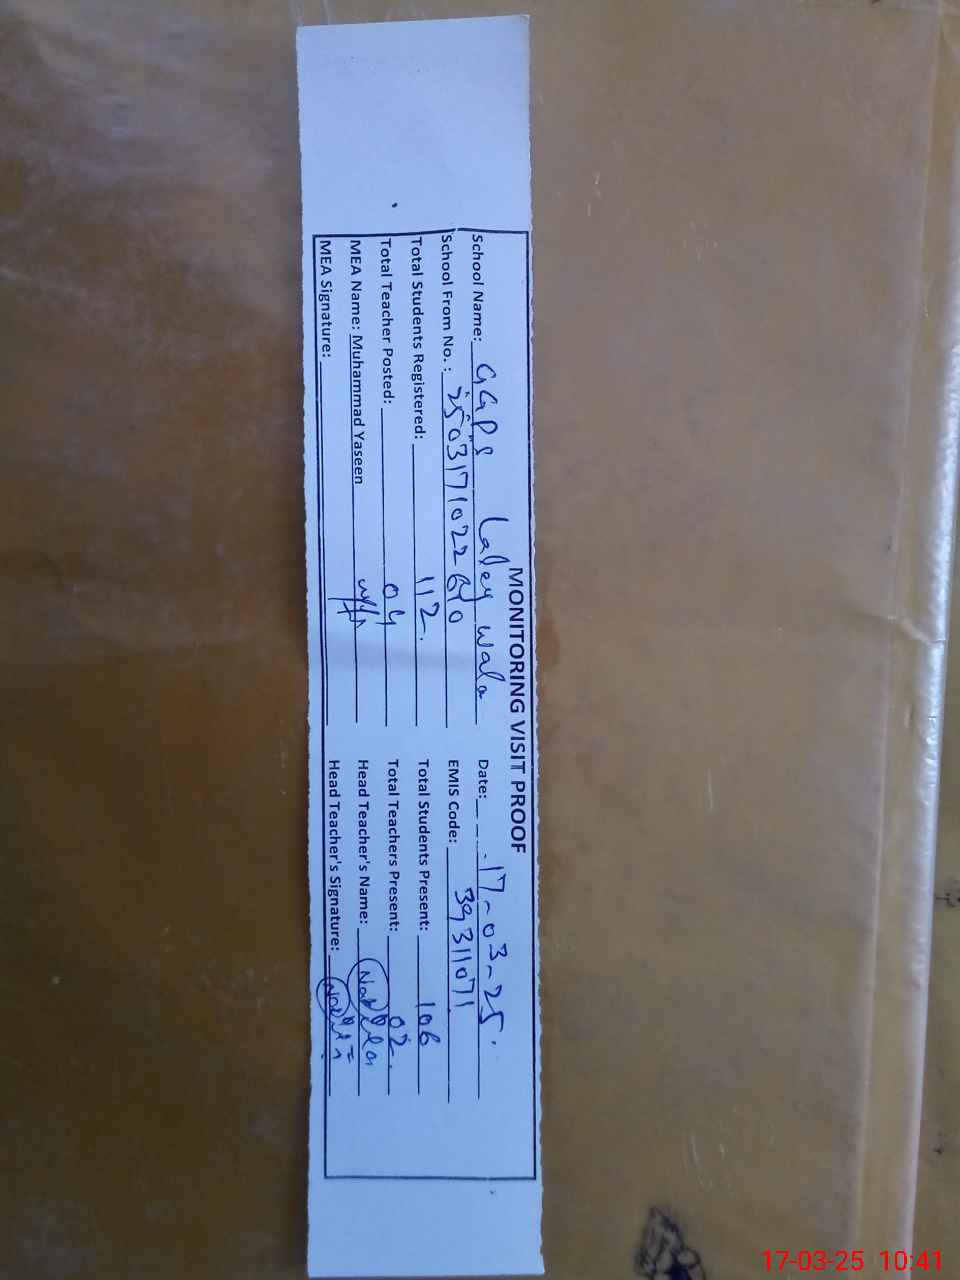 MONITORING VISIT PROOF
School Name: GGPS Laley wala Date: 17-03-25.
School From No. : 2503171022640 EMIS Code: 39311071
Total Students Registered: 112. Total Students Present: 106
Total Teacher Posted: 04 Total Teachers Present: 02.
MEA Name: Muhammad Yaseen Head Teacher's Name: Nabila
MEA Signature: Head Teacher's Signature:
17-03-25 10:41